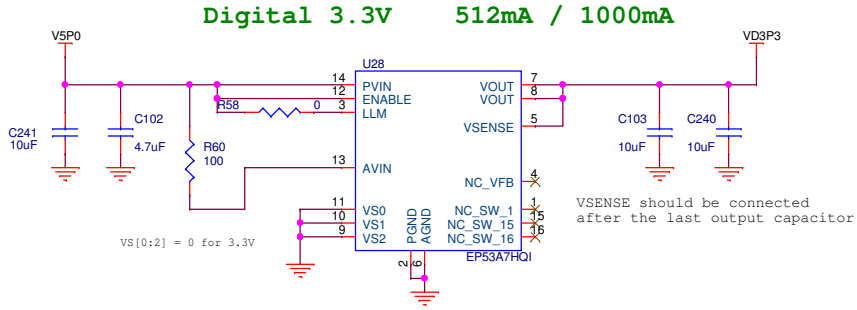 Digital 3.3V 512mA / 1000mA
V5P0
VD3P3
U28
14 PVIN VOUT 7
12 ENABLE VOUT 8
R58 0 3 LLM
VSENSE 5
C241 10uF
C102 4.7uF
R60 100
C103 10uF
C240 10uF
13 AVIN
NC_VFB 4
11 VS0 NC_SW_1 1
10 VS1 NC_SW_15 15
9 VS2 NC_SW_16 16
PGND AGND
2 6
EP53A7HQI
VS[0:2] = 0 for 3.3V
VSENSE should be connected
after the last output capacitor